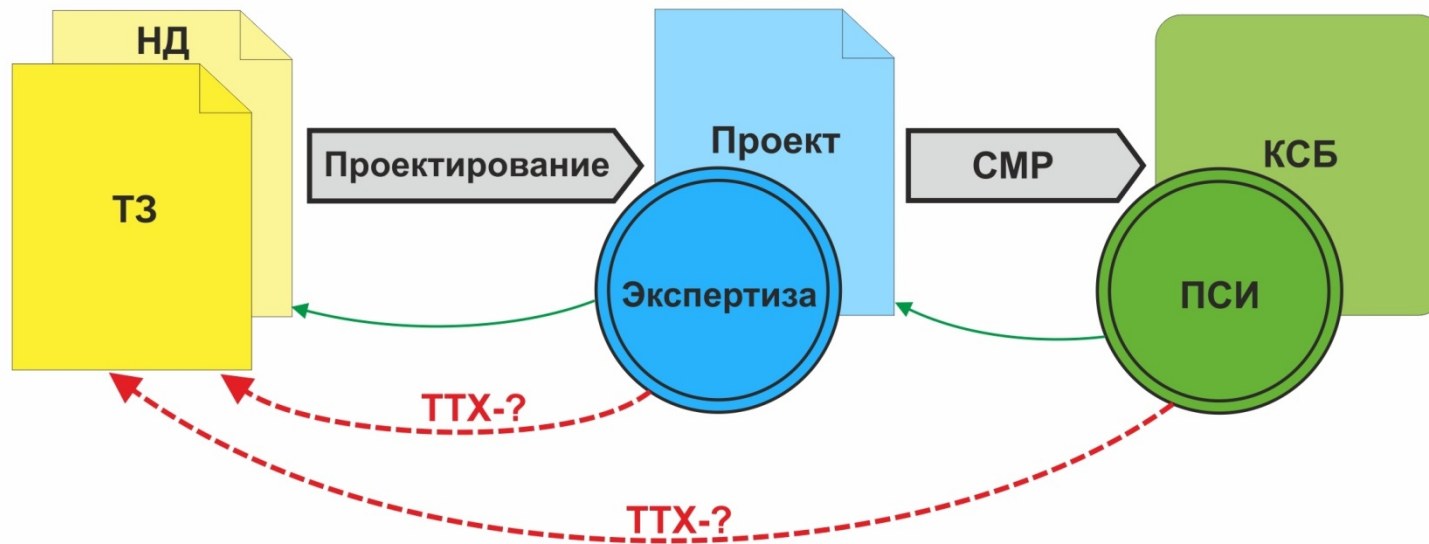 НД
ТЗ
Проектирование
Проект
Экспертиза
СМР
КСБ
ПСИ
ТТХ-?
ТТХ-?